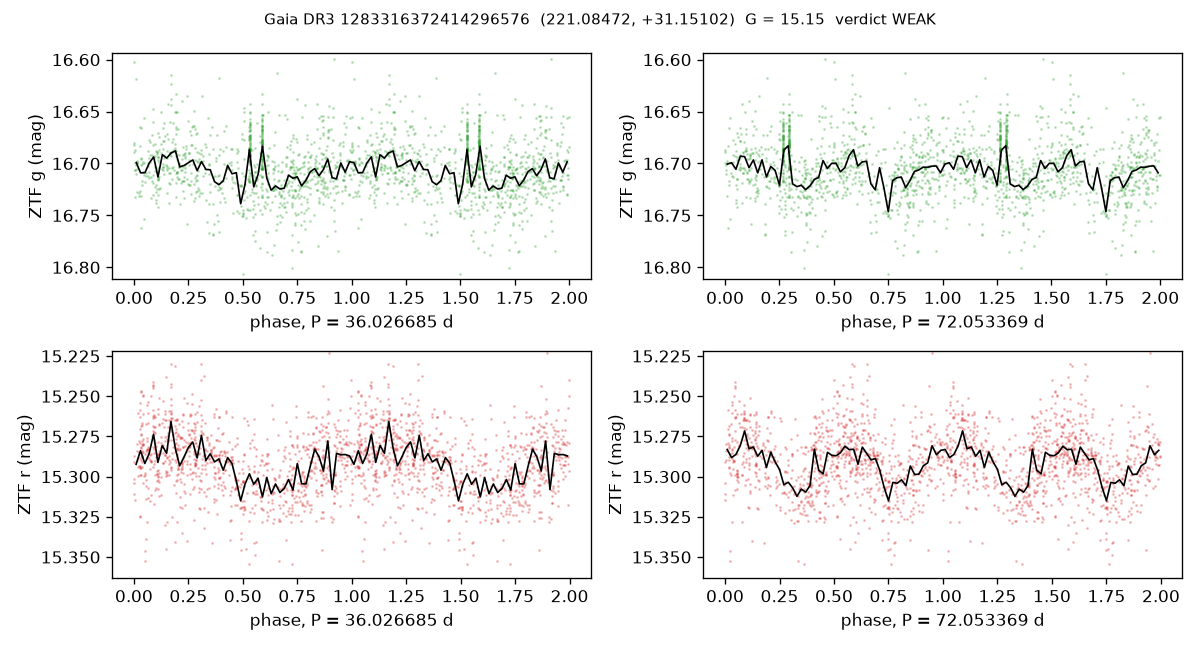 Gaia DR3 1283316372414296576 (221.08472, +31.15102) G = 15.15 verdict WEAK
ZTF g (mag)
16.60
16.65
16.70
16.75
16.80
0.00 0.25 0.50 0.75 1.00 1.25 1.50 1.75 2.00
phase, P = 36.026685 d
ZTF g (mag)
16.60
16.65
16.70
16.75
16.80
0.00 0.25 0.50 0.75 1.00 1.25 1.50 1.75 2.00
phase, P = 72.053369 d
ZTF r (mag)
15.225
15.250
15.275
15.300
15.325
15.350
0.00 0.25 0.50 0.75 1.00 1.25 1.50 1.75 2.00
phase, P = 36.026685 d
ZTF r (mag)
15.225
15.250
15.275
15.300
15.325
15.350
0.00 0.25 0.50 0.75 1.00 1.25 1.50 1.75 2.00
phase, P = 72.053369 d